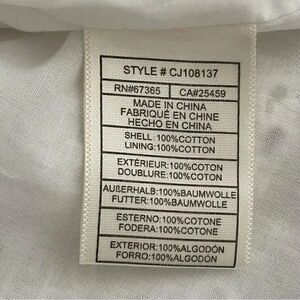 STYLE # CJ108137
RN#67365 CA#25459
MADE IN CHINA
FABRIQUÉ EN CHINE
HECHO EN CHINA
SHELL:100%COTTON
LINING:100%COTTON
EXTÉRIEUR:100%COTON
DOUBLURE:100%COTON
AUßERHALB:100%BAUMWOLLE
FUTTER:100%BAUMWOLLE
ESTERNO:100%COTONE
FODERA:100%COTONE
EXTERIOR:100%ALGODÓN
FORRO:100%ALGODÓN